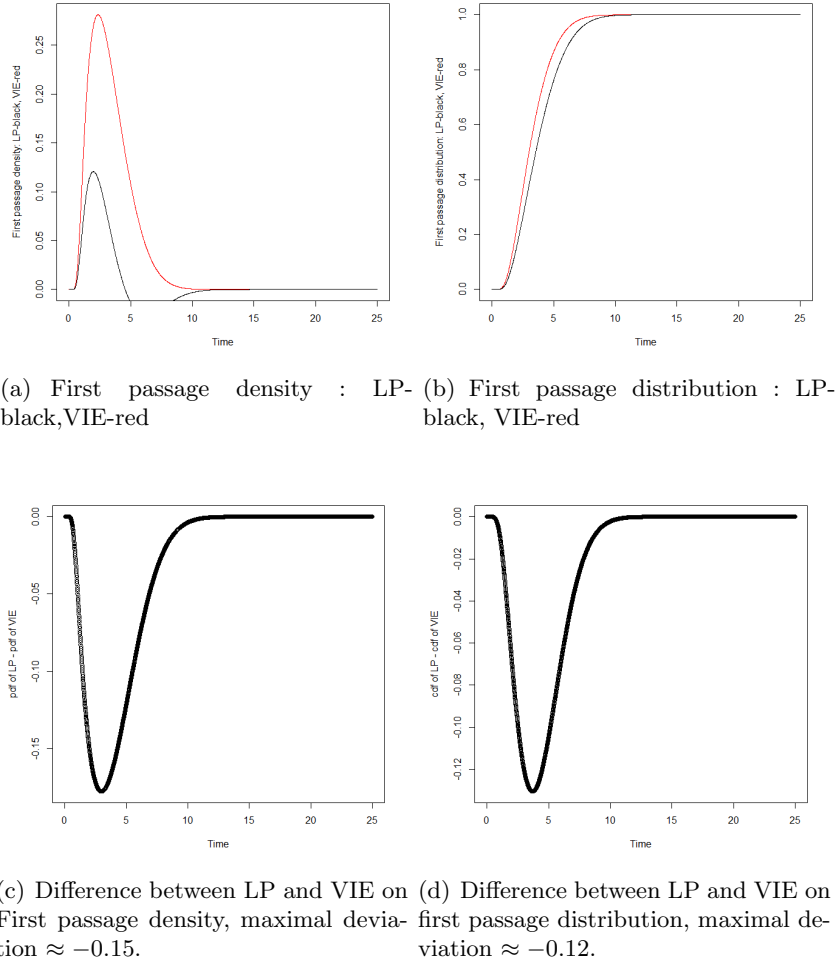 First passage density: LP-black, VIE-red
0.00 0.05 0.10 0.15 0.20 0.25
0 5 10 15 20 25
Time
First passage distribution: LP-black, VIE-red
0.0 0.2 0.4 0.6 0.8 1.0
0 5 10 15 20 25
Time
(a) First passage density : LP-
black,VIE-red
(b) First passage distribution : LP-
black, VIE-red
pdf of LP - pdf of VIE
-0.15 -0.10 -0.05 0.00
0 5 10 15 20 25
Time
cdf of LP - cdf of VIE
-0.12 -0.10 -0.08 -0.06 -0.04 -0.02 0.00
0 5 10 15 20 25
Time
(c) Difference between LP and VIE on
First passage density, maximal devia-
tion ≈ −0.15.
(d) Difference between LP and VIE on
first passage distribution, maximal de-
viation ≈ −0.12.